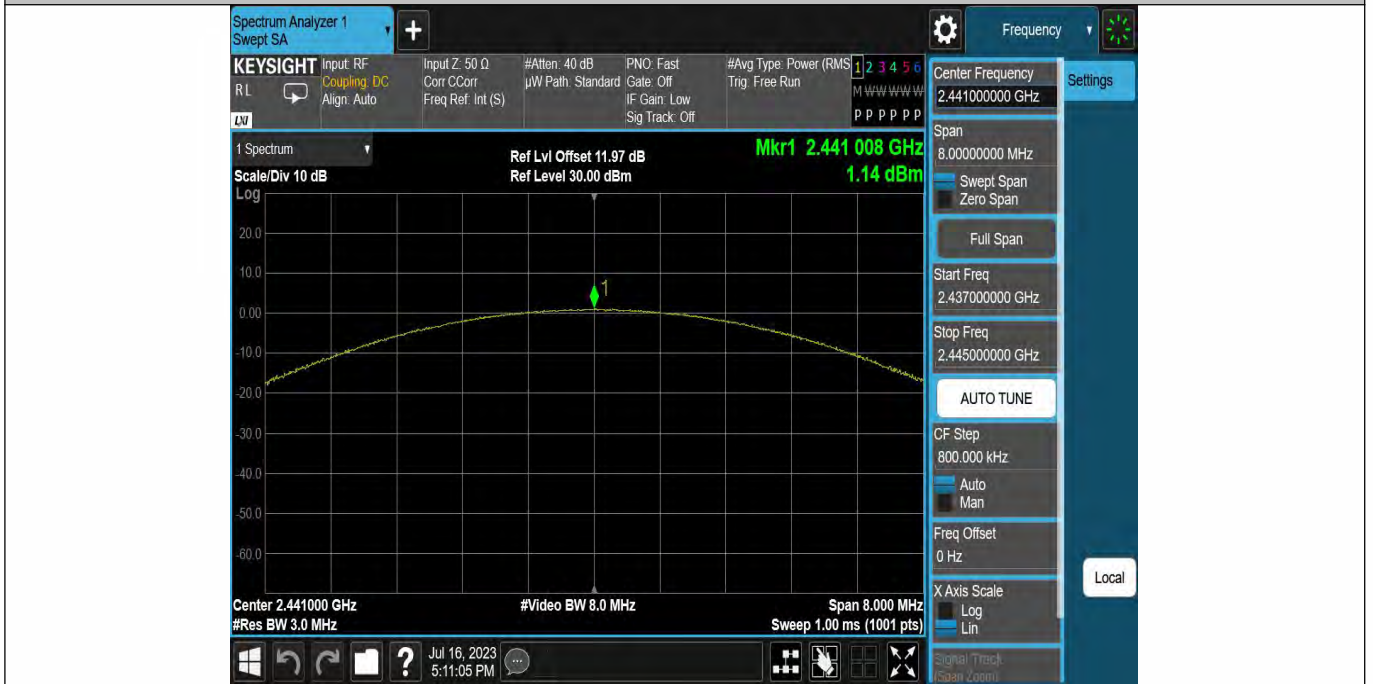 Spectrum Analyzer 1
Swept SA
+
Frequency
KEYSIGHT
RL
LXI
Input: RF
Coupling: DC
Align: Auto
Input Z: 50 Ω
Corr CCorr
Freq Ref: Int (S)
#Atten: 40 dB
µW Path: Standard
PNO: Fast
Gate: Off
IF Gain: Low
Sig Track: Off
#Avg Type: Power (RMS
Trig: Free Run
1 2 3 4 5 6
M W W W W W
P P P P P P
1 Spectrum
Scale/Div 10 dB
Ref Lvl Offset 11.97 dB
Ref Level 30.00 dBm
Mkr1 2.441 008 GHz
1.14 dBm
Log
20.0
10.0
0.00
-10.0
-20.0
-30.0
-40.0
-50.0
-60.0
1
Center 2.441000 GHz
#Res BW 3.0 MHz
#Video BW 8.0 MHz
Span 8.000 MHz
Sweep 1.00 ms (1001 pts)
Center Frequency
2.441000000 GHz
Settings
Span
8.00000000 MHz
Swept Span
Zero Span
Full Span
Start Freq
2.437000000 GHz
Stop Freq
2.445000000 GHz
AUTO TUNE
CF Step
800.000 kHz
Auto
Man
Freq Offset
0 Hz
X Axis Scale
Log
Lin
Signal Track
(Span Zoom)
Local
?
Jul 16, 2023
5:11:05 PM